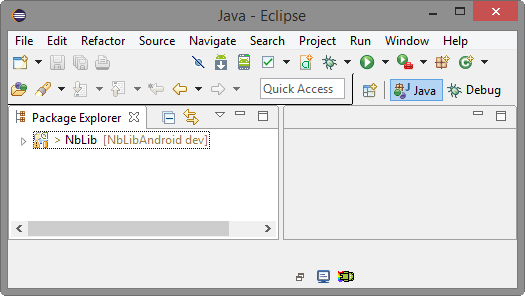 Java - Eclipse
File Edit Refactor Source Navigate Search Project Run Window Help
Quick Access Java Debug
Package Explorer
> NbLib [NbLibAndroid dev]